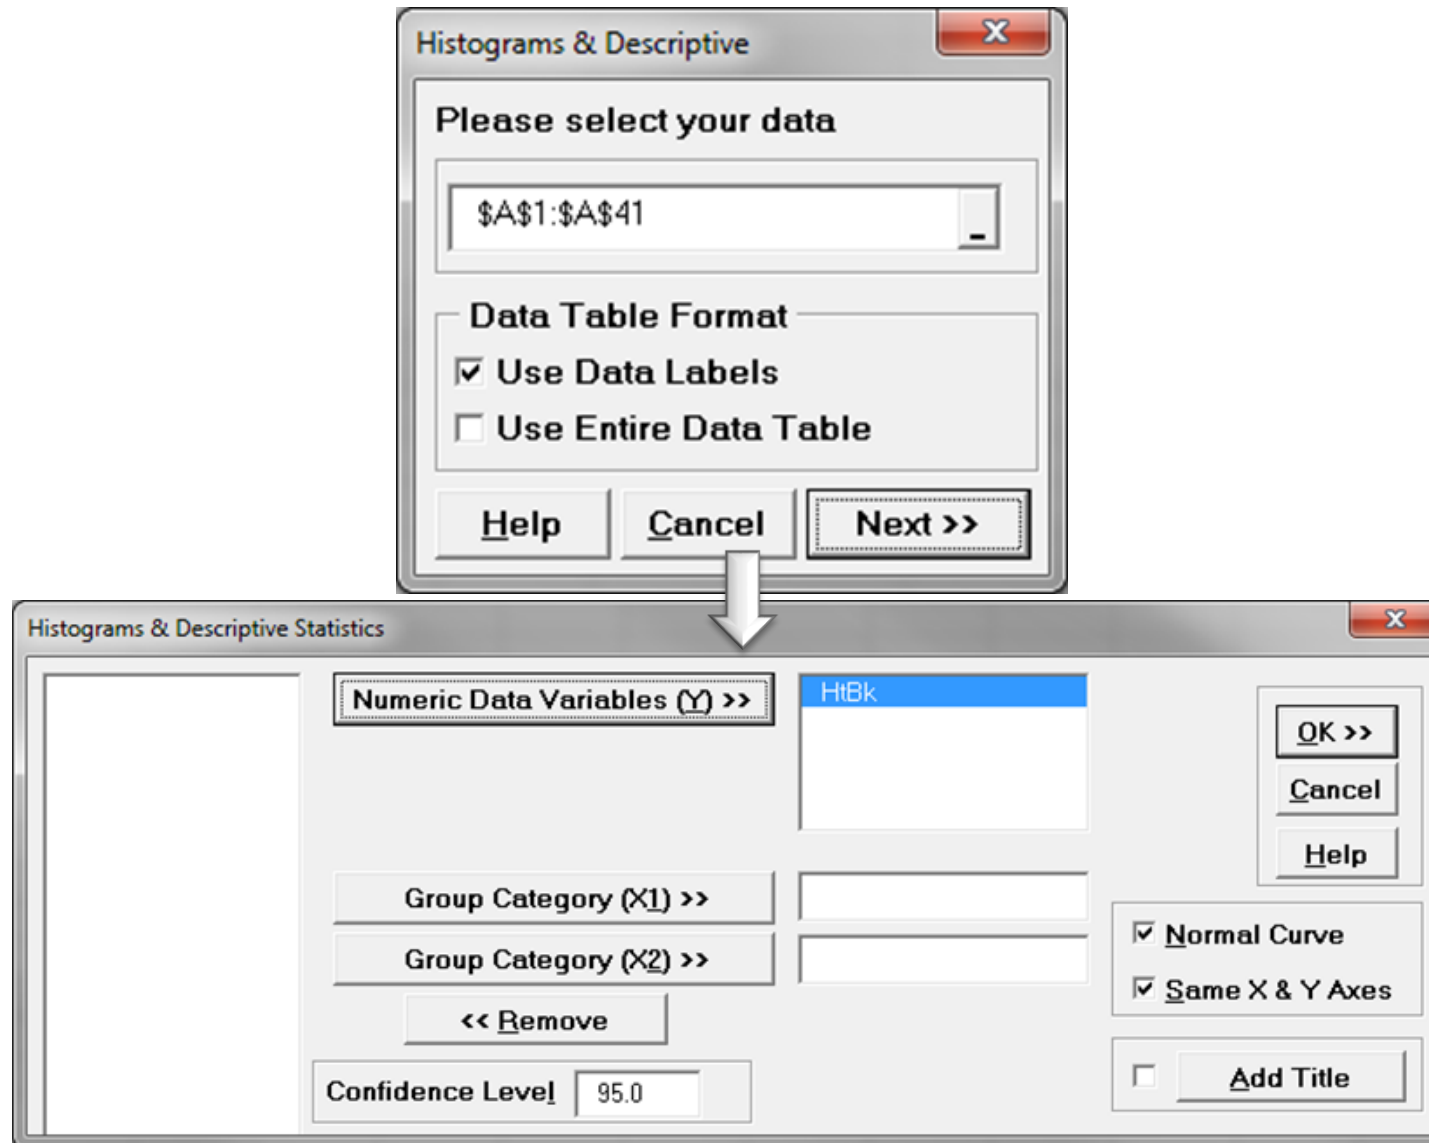 Histograms & Descriptive
Please select your data
$A$1:$A$41
Data Table Format
Use Data Labels
Use Entire Data Table
Help Cancel Next >>
Histograms & Descriptive Statistics
Numeric Data Variables (Y) >> HtBk
OK >>
Cancel
Help
Group Category (X1) >>
Group Category (X2) >>
Normal Curve
Same X & Y Axes
<< Remove
Confidence Level 95.0
Add Title